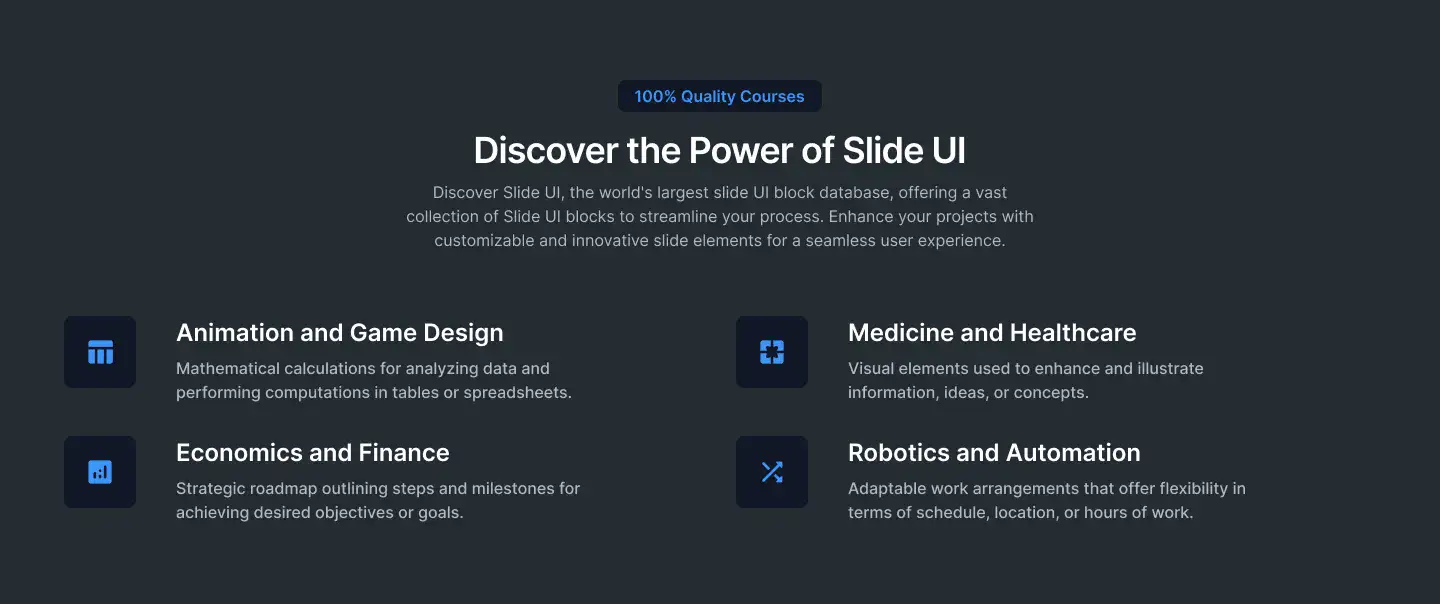 100% Quality Courses
Discover the Power of Slide UI
Discover Slide UI, the world's largest slide UI block database, offering a vast
collection of Slide UI blocks to streamline your process. Enhance your projects with
customizable and innovative slide elements for a seamless user experience.
Animation and Game Design
Mathematical calculations for analyzing data and
performing computations in tables or spreadsheets.
Medicine and Healthcare
Visual elements used to enhance and illustrate
information, ideas, or concepts.
Economics and Finance
Strategic roadmap outlining steps and milestones for
achieving desired objectives or goals.
Robotics and Automation
Adaptable work arrangements that offer flexibility in
terms of schedule, location, or hours of work.